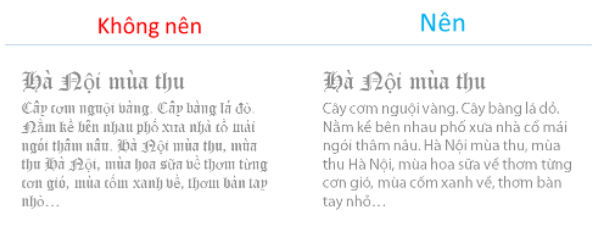 Không nên
Nên
Hà Nội mùa thu
Cây cơm nguội vàng. Cây bàng lá đỏ.
Nằm kề bên nhau phố xưa nhà cổ mái
ngói thâm nâu. Hà Nội mùa thu, mùa
thu Hà Nội, mùa hoa sữa về thơm từng
cơn gió, mùa cốm xanh về, thơm bàn tay
nhỏ...
Hà Nội mùa thu
Cây cơm nguội vàng. Cây bàng lá đỏ.
Nằm kề bên nhau phố xưa nhà cổ mái
ngói thâm nâu. Hà Nội mùa thu, mùa
thu Hà Nội, mùa hoa sữa về thơm từng
cơn gió, mùa cốm xanh về, thơm bàn
tay nhỏ...